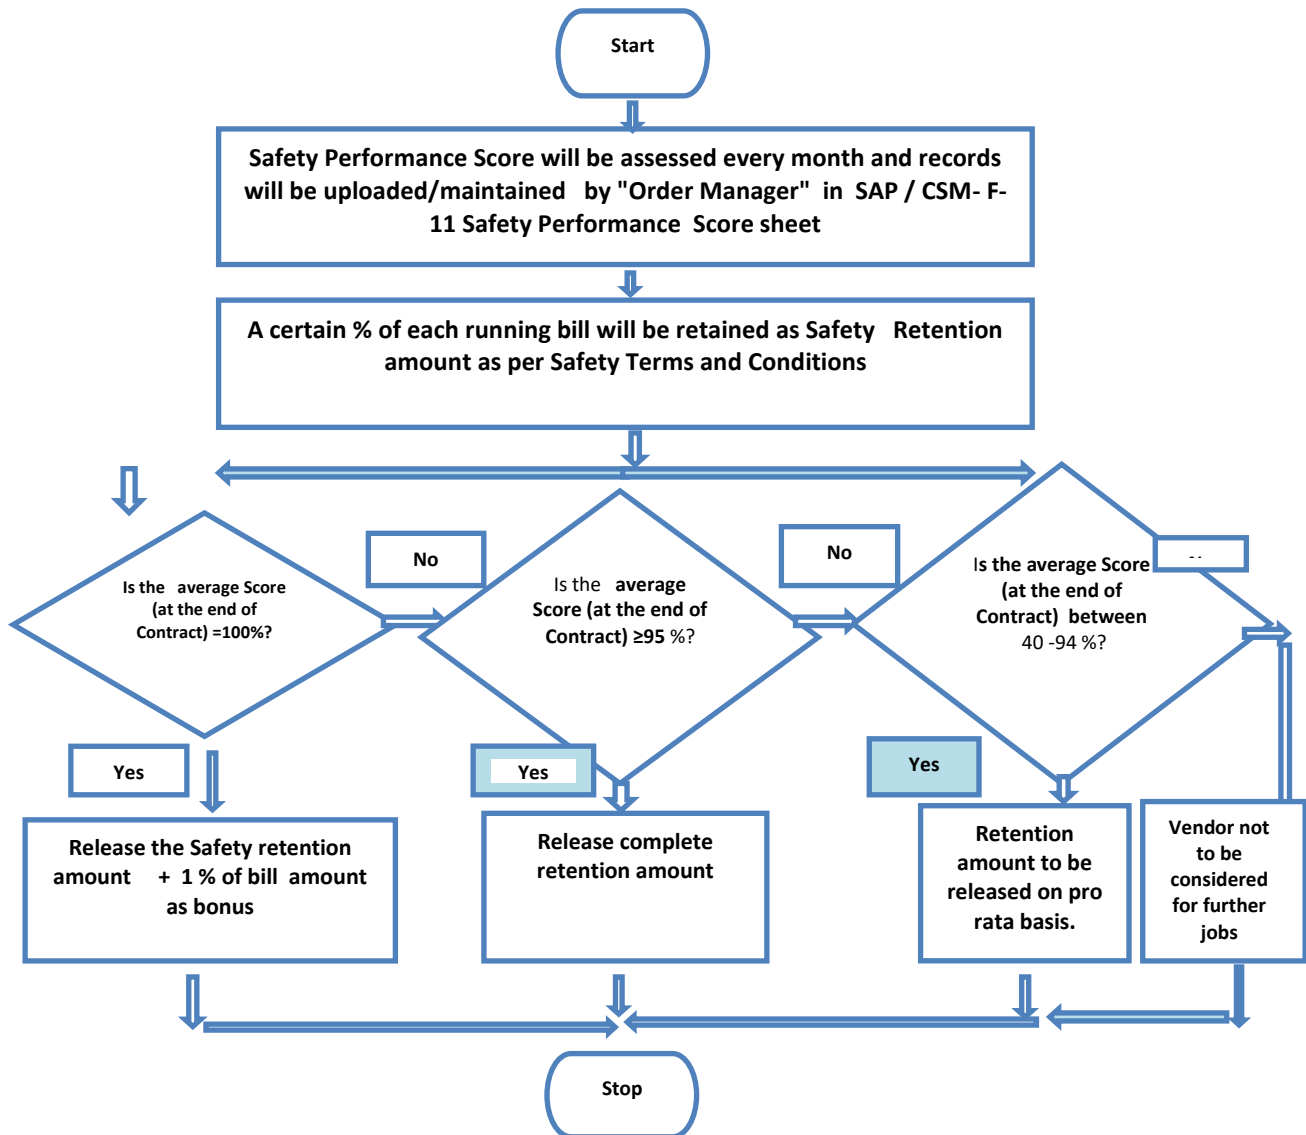 Start
Safety Performance Score will be assessed every month and records
will be uploaded/maintained by "Order Manager" in SAP / CSM- F-
11 Safety Performance Score sheet
A certain % of each running bill will be retained as Safety Retention
amount as per Safety Terms and Conditions
Is the average Score
(at the end of
Contract) =100%?
No
Is the average
Score (at the end of
Contract) ≥95 %?
No
Is the average Score
(at the end of
Contract) between
40 -94 %?
Yes
Yes
Yes
Release the Safety retention
amount + 1 % of bill amount
as bonus
Release complete
retention amount
Retention
amount to be
released on pro
rata basis.
Vendor not
to be
considered
for further
jobs
Stop